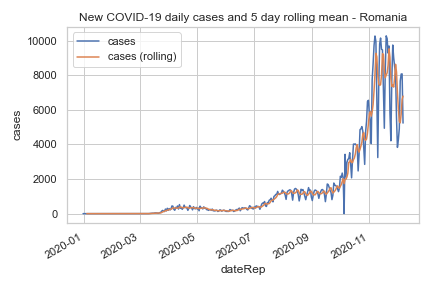 New COVID-19 daily cases and 5 day rolling mean - Romania
cases
cases (rolling)
10000
8000
6000
4000
2000
0
cases
2020-01
2020-03
2020-05
2020-07
2020-09
2020-11
dateRep